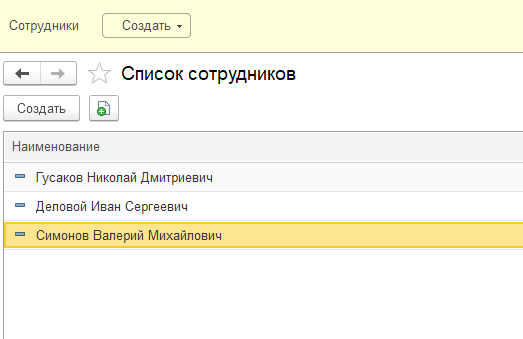 Сотрудники Создать
Список сотрудников
Создать
Наименование
Гусаков Николай Дмитриевич
Деловой Иван Сергеевич
Симонов Валерий Михайлович